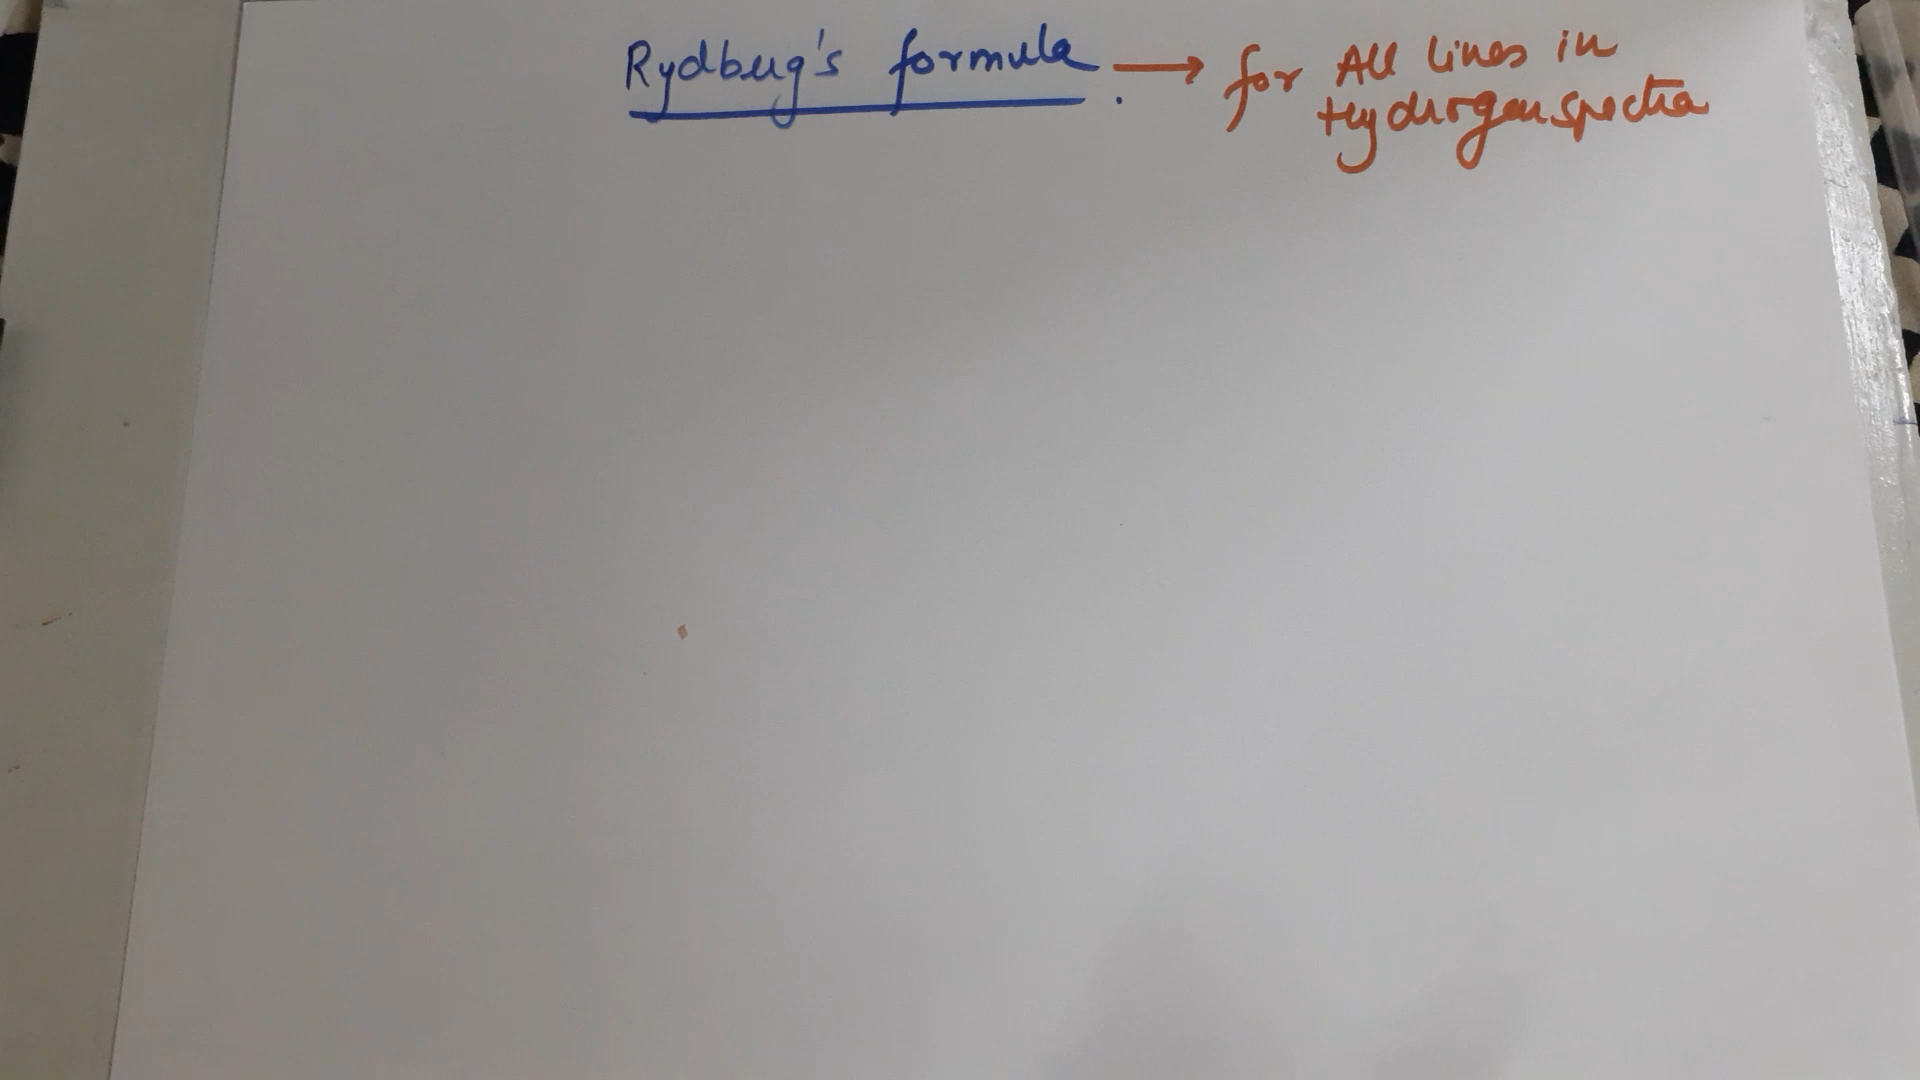 Rydberg's formula → for All lines in
Hydrogen spectra